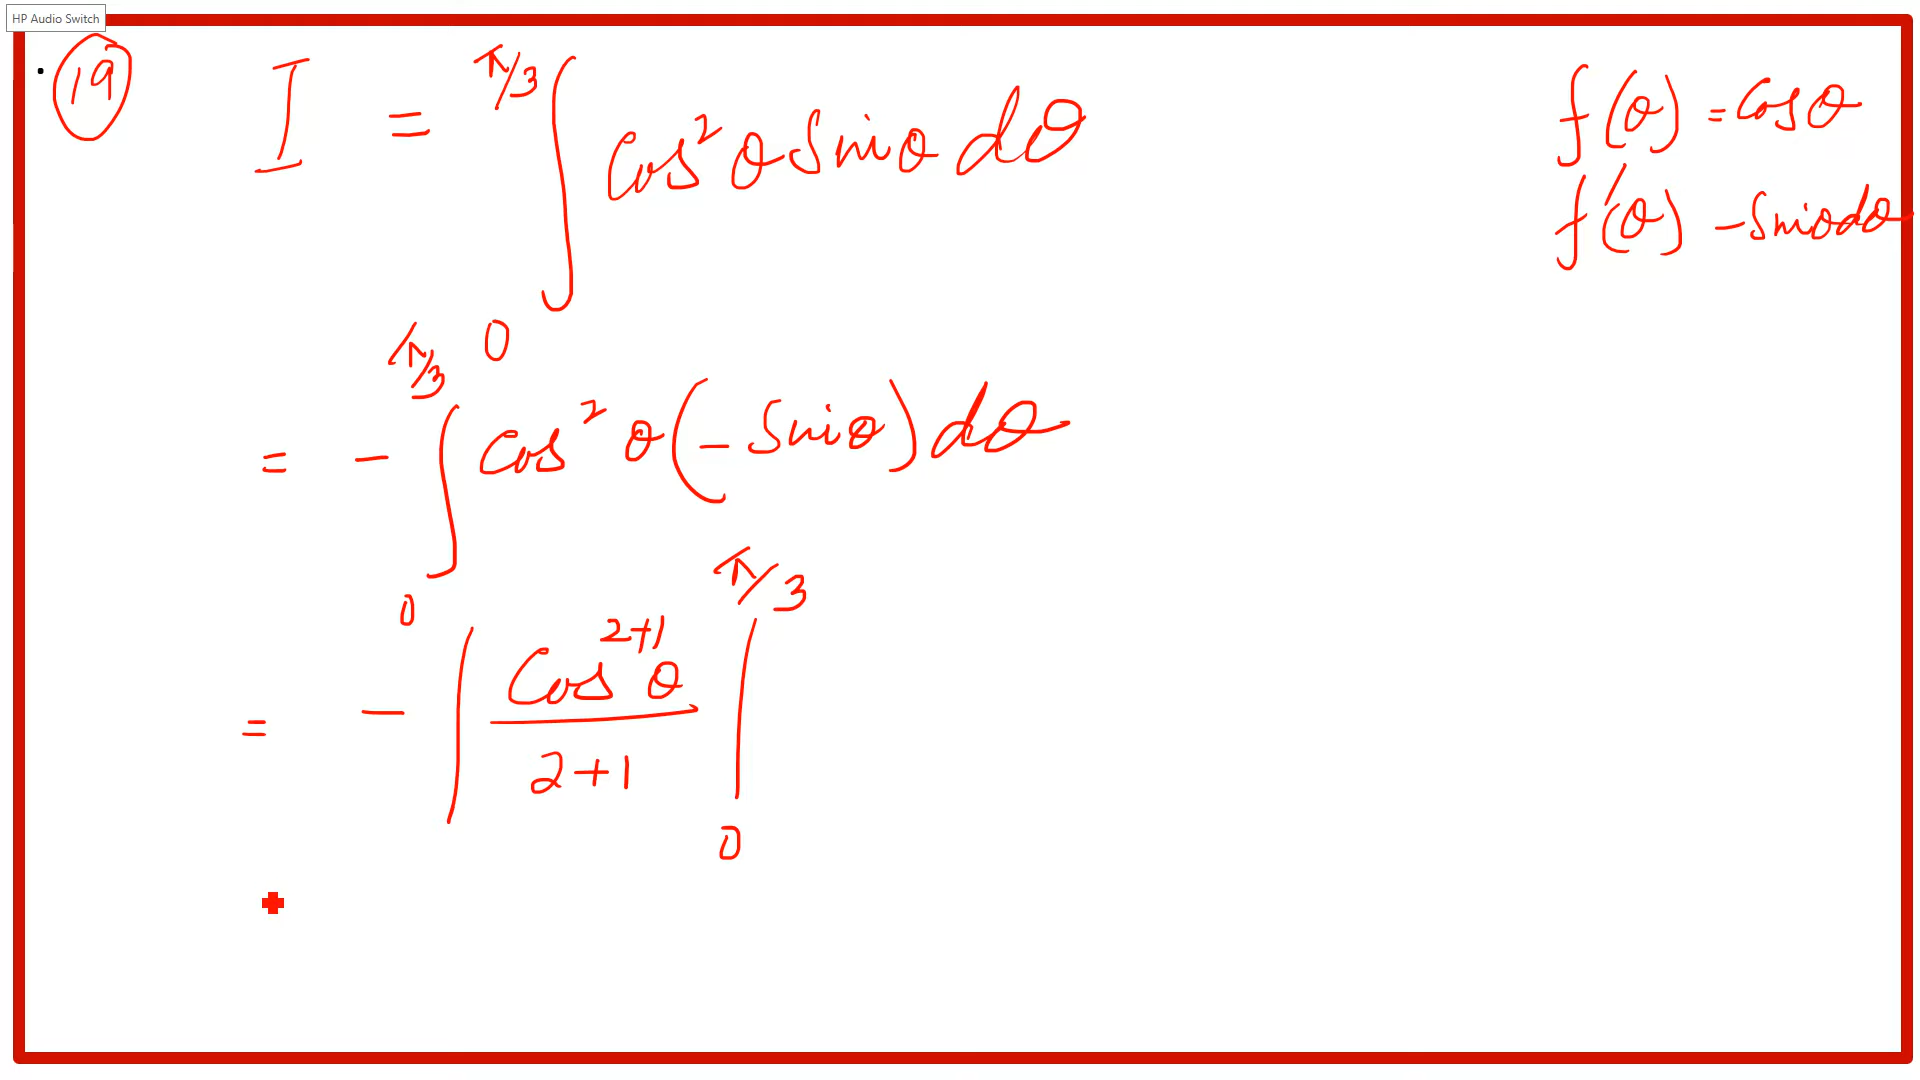 HP Audio Switch
(19) I = ∫₀^(π/3) cos²θ sinθ dθ
f(θ) = cosθ
f'(θ) -sinθdθ
= - ∫₀^(π/3) cos²θ(-sinθ)dθ
= - | cos^(2+1)θ / 2+1 |₀^(π/3)